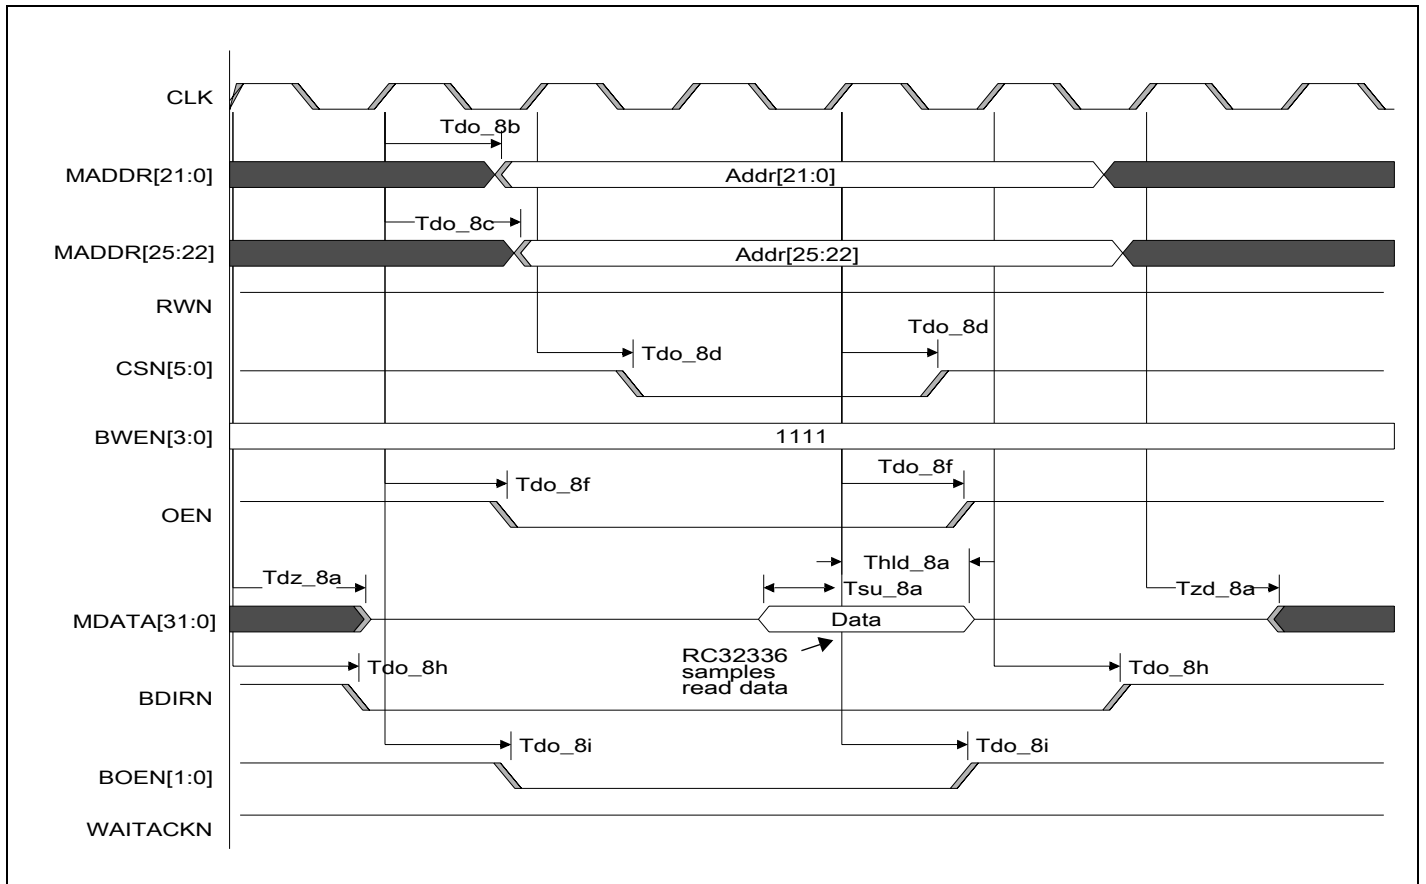 CLK
Tdo_8b
MADDR[21:0]
Addr[21:0]
Tdo_8c
MADDR[25:22]
Addr[25:22]
RWN
Tdo_8d
Tdo_8d
CSN[5:0]
BWEN[3:0]
1111
Tdo_8f
Tdo_8f
OEN
Thld_8a
Tdz_8a
Tsu_8a
Tzd_8a
MDATA[31:0]
Data
RC32336
samples
read data
Tdo_8h
Tdo_8h
BDIRN
Tdo_8i
Tdo_8i
BOEN[1:0]
WAITACKN